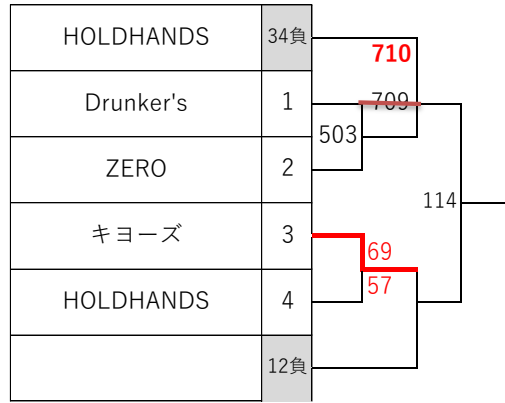 HOLDHANDS 34負
710
Drunker's 1
709
503
ZERO 2
114
キヨーズ 3
69
57
HOLDHANDS 4
12負